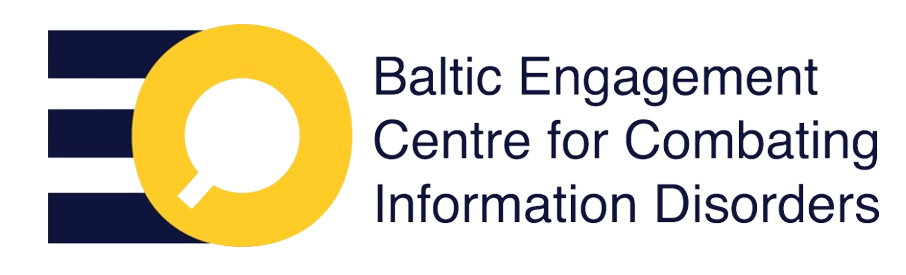 Baltic Engagement
Centre for Combating
Information Disorders